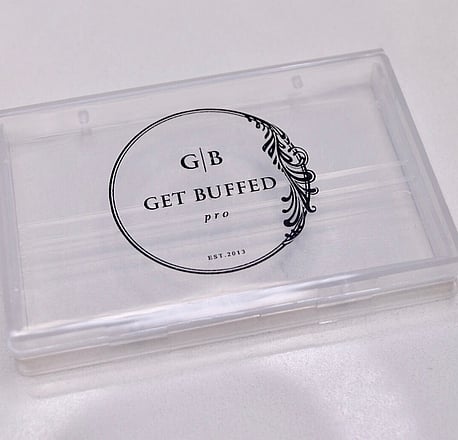 G|B
GET BUFFED
pro
EST.2013